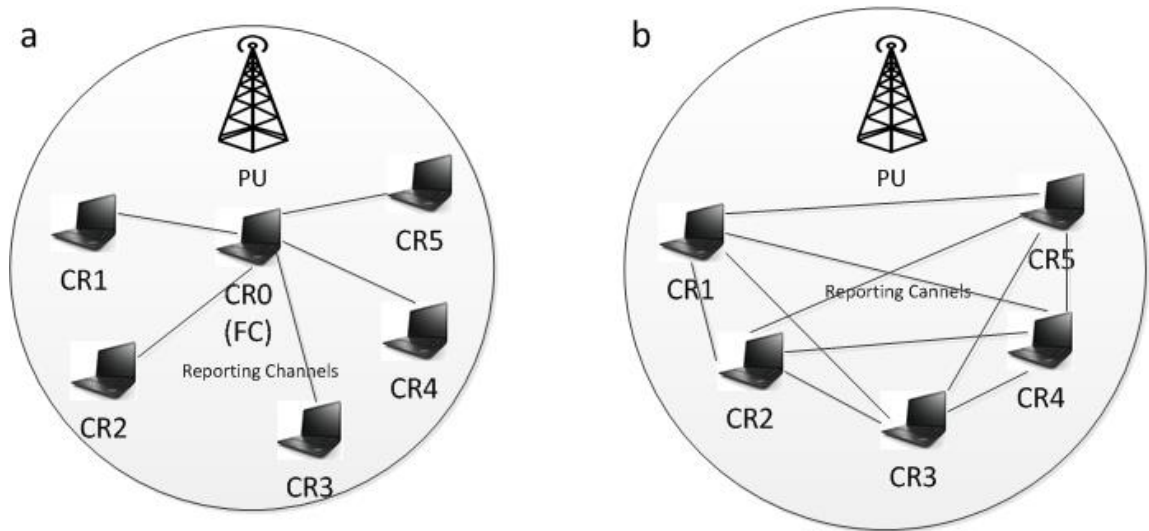 a
PU
CR1
CR0
(FC)
CR5
Reporting Channels
CR2
CR4
CR3
b
PU
CR1
CR5
Reporting Cannels
CR2
CR4
CR3